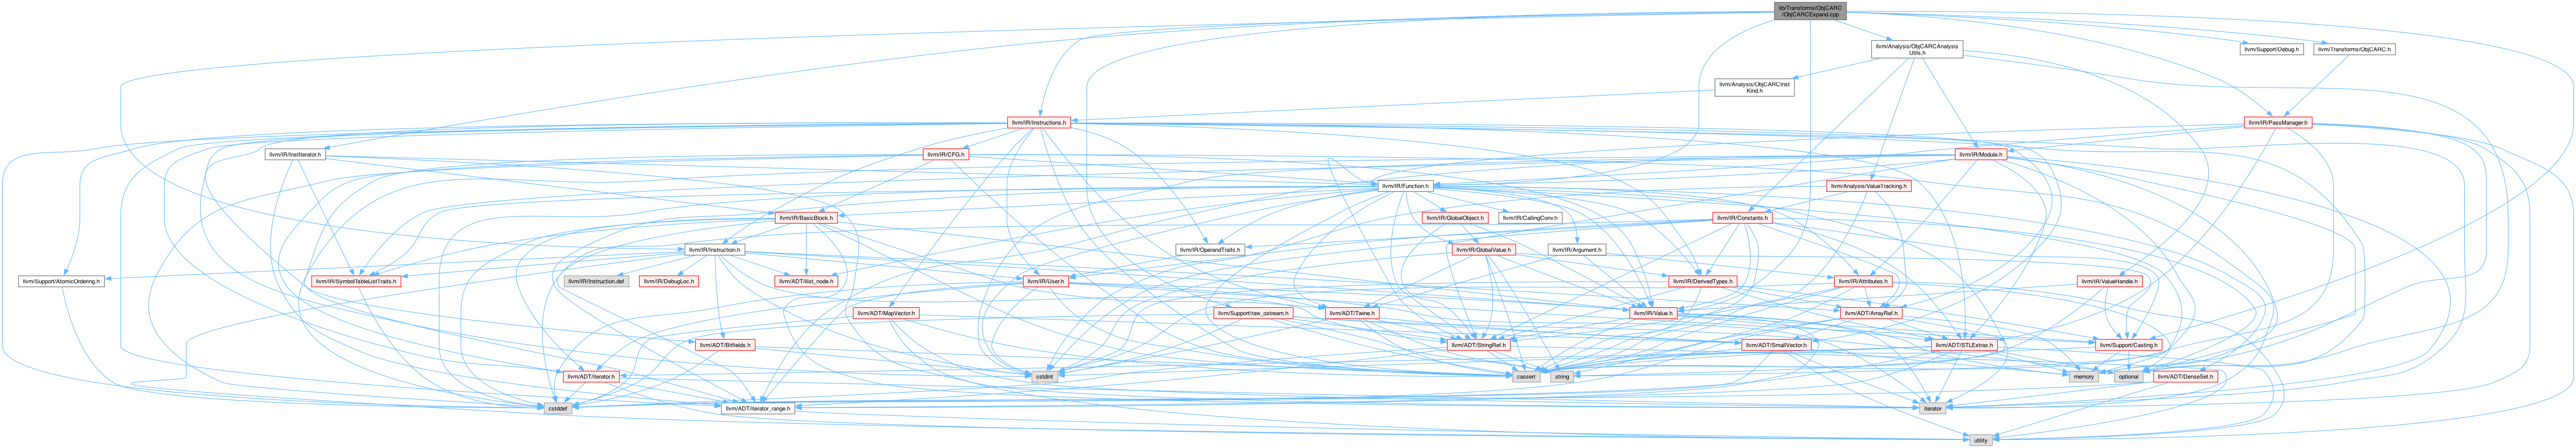 lib/Transforms/ObjCARC
/ObjCARCExpand.cpp
llvm/Analysis/ObjCARCAnalysis
Utils.h
llvm/Support/Debug.h
llvm/Transforms/ObjCARC.h
llvm/Analysis/ObjCARCInst
Kind.h
llvm/IR/Instructions.h
llvm/IR/PassManager.h
llvm/IR/InstIterator.h
llvm/IR/CFG.h
llvm/IR/Module.h
llvm/IR/Function.h
llvm/Analysis/ValueTracking.h
llvm/IR/BasicBlock.h
llvm/IR/GlobalObject.h
llvm/IR/CallingConv.h
llvm/IR/Constants.h
llvm/IR/Instruction.h
llvm/IR/OperandTraits.h
llvm/IR/GlobalValue.h
llvm/IR/Argument.h
llvm/Support/AtomicOrdering.h
llvm/IR/SymbolTableListTraits.h
llvm/IR/Instruction.def
llvm/IR/DebugLoc.h
llvm/ADT/ilist_node.h
llvm/IR/User.h
llvm/IR/DerivedTypes.h
llvm/IR/Attributes.h
llvm/IR/ValueHandle.h
llvm/ADT/MapVector.h
llvm/Support/raw_ostream.h
llvm/ADT/Twine.h
llvm/IR/Value.h
llvm/ADT/ArrayRef.h
llvm/ADT/Bitfields.h
llvm/ADT/StringRef.h
llvm/ADT/SmallVector.h
llvm/ADT/STLExtras.h
llvm/Support/Casting.h
llvm/ADT/iterator.h
cstdint
cassert
string
memory
optional
llvm/ADT/DenseSet.h
cstddef
llvm/ADT/iterator_range.h
iterator
utility